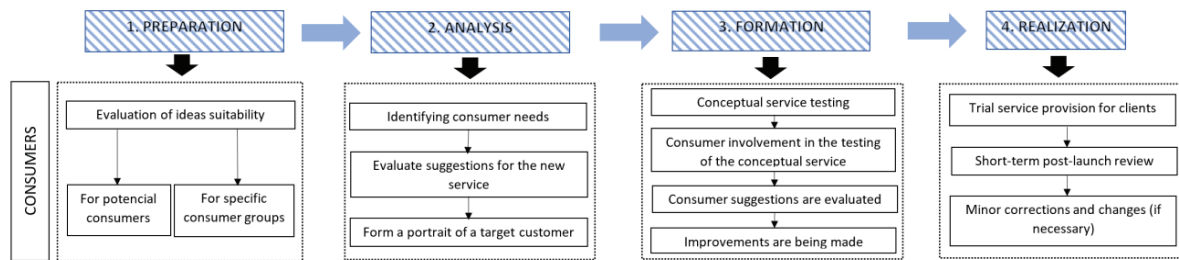 1. PREPARATION
2. ANALYSIS
3. FORMATION
4. REALIZATION
CONSUMERS
Evaluation of ideas suitability
For potencial
consumers
For specific
consumer groups
Identifying consumer needs
Evaluate suggestions for the new
service
Form a portrait of a target customer
Conceptual service testing
Consumer involvement in the testing
of the conceptual service
Consumer suggestions are evaluated
Improvements are being made
Trial service provision for clients
Short-term post-launch review
Minor corrections and changes (if
necessary)